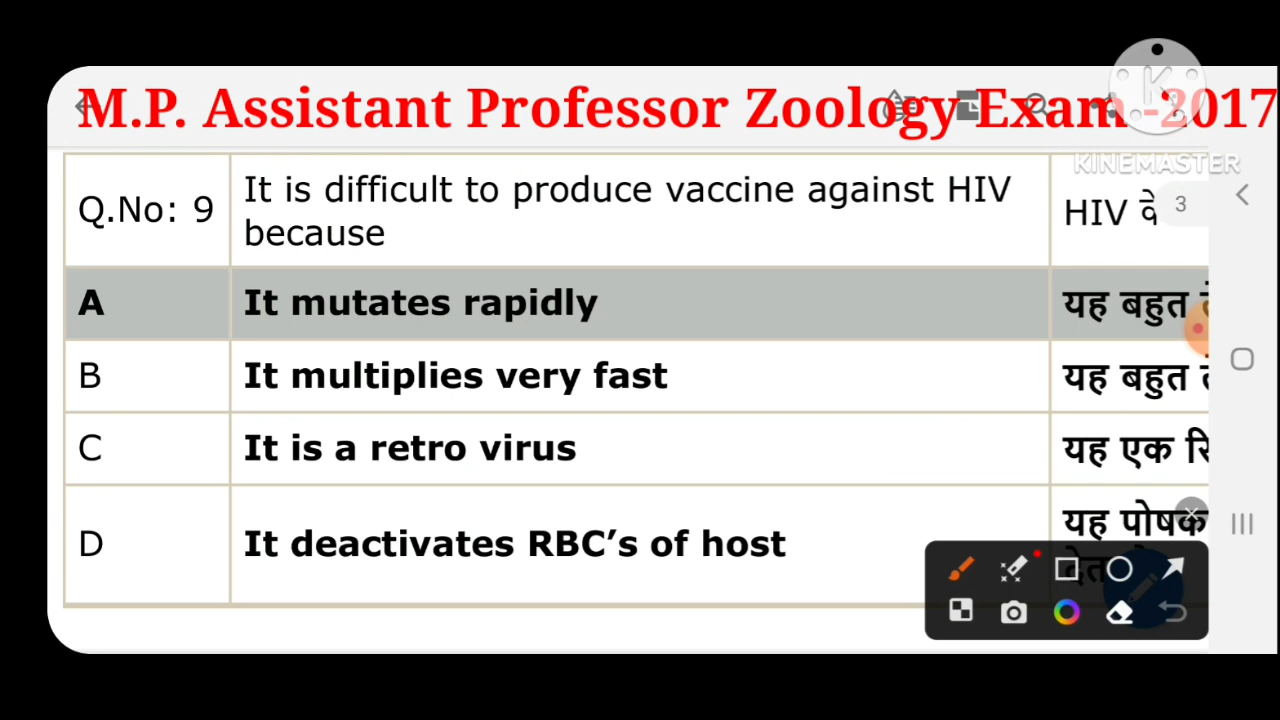 M.P. Assistant Professor Zoology Exam -2017
KINEMASTER
Q.No: 9
It is difficult to produce vaccine against HIV
because
HIV के
3
A
It mutates rapidly
यह बहुत
B
It multiplies very fast
यह बहुत
C
It is a retro virus
यह एक
D
It deactivates RBC’s of host
यह पोषक